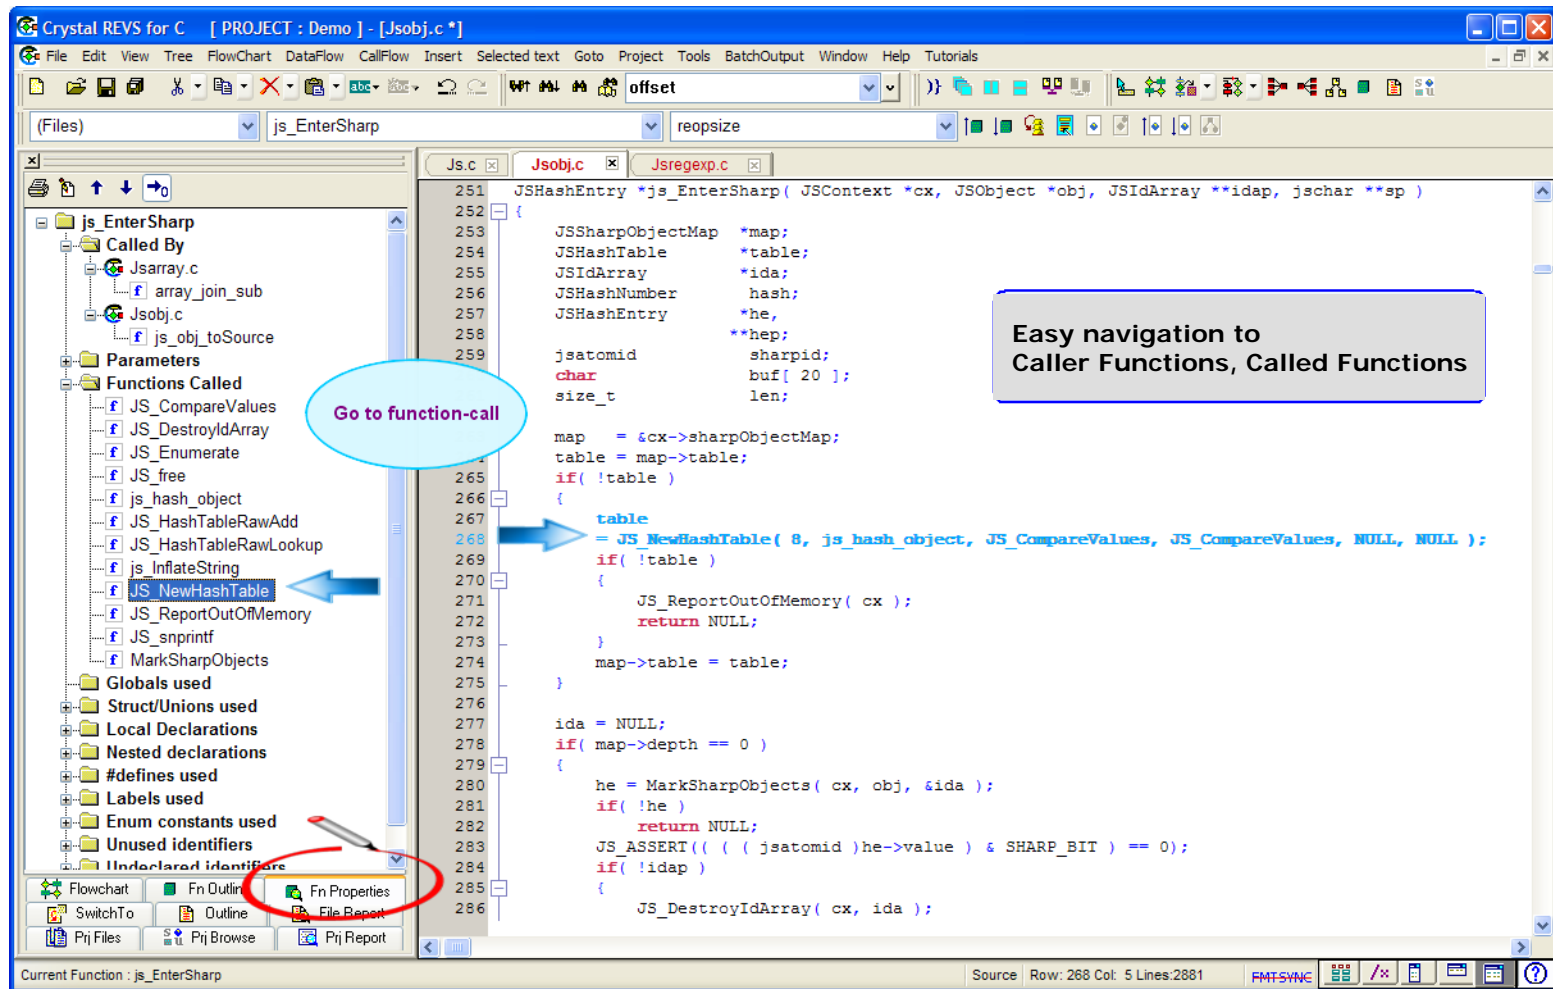 Crystal REVS for C [ PROJECT : Demo ] - [Jsobj.c *]
File Edit View Tree FlowChart DataFlow CallFlow Insert Selected text Goto Project Tools BatchOutput Window Help Tutorials
offset
(Files) js_EnterSharp reopsize
js_EnterSharp
Called By
Jsarray.c
array_join_sub
Jsobj.c
js_obj_toSource
Parameters
Functions Called
JS_CompareValues
JS_DestroyIdArray
JS_Enumerate
JS_free
js_hash_object
JS_HashTableRawAdd
JS_HashTableRawLookup
js_InflateString
JS_NewHashTable
JS_ReportOutOfMemory
JS_snprintf
MarkSharpObjects
Globals used
Struct/Unions used
Local Declarations
Nested declarations
#defines used
Labels used
Enum constants used
Unused identifiers
Undeclared identifiers
Flowchart Fn Outlin Fn Properties
SwitchTo Outline File Report
Prj Files Prj Browse Prj Report
Go to function-call
Js.c Jsobj.c Jsregexp.c
251 JSHashEntry *js_EnterSharp( JSContext *cx, JSObject *obj, JSIdArray **idap, jschar **sp )
252 {
253 JSSharpObjectMap *map;
254 JSHashTable *table;
255 JSIdArray *ida;
256 JSHashNumber hash;
257 JSHashEntry *he,
258 **hep;
259 jsatomid sharpid;
char buf[ 20 ];
size_t len;
map = &cx->sharpObjectMap;
table = map->table;
265 if( !table )
266 {
267 table
268 = JS_NewHashTable( 8, js_hash_object, JS_CompareValues, JS_CompareValues, NULL, NULL );
269 if( !table )
270 {
271 JS_ReportOutOfMemory( cx );
272 return NULL;
273 }
274 map->table = table;
275 }
276
277 ida = NULL;
278 if( map->depth == 0 )
279 {
280 he = MarkSharpObjects( cx, obj, &ida );
281 if( !he )
282 return NULL;
283 JS_ASSERT(( ( ( jsatomid )he->value ) & SHARP_BIT ) == 0);
284 if( !idap )
285 {
286 JS_DestroyIdArray( cx, ida );
Easy navigation to
Caller Functions, Called Functions
Current Function : js_EnterSharp Source Row: 268 Col: 5 Lines:2881 FMTSYNC